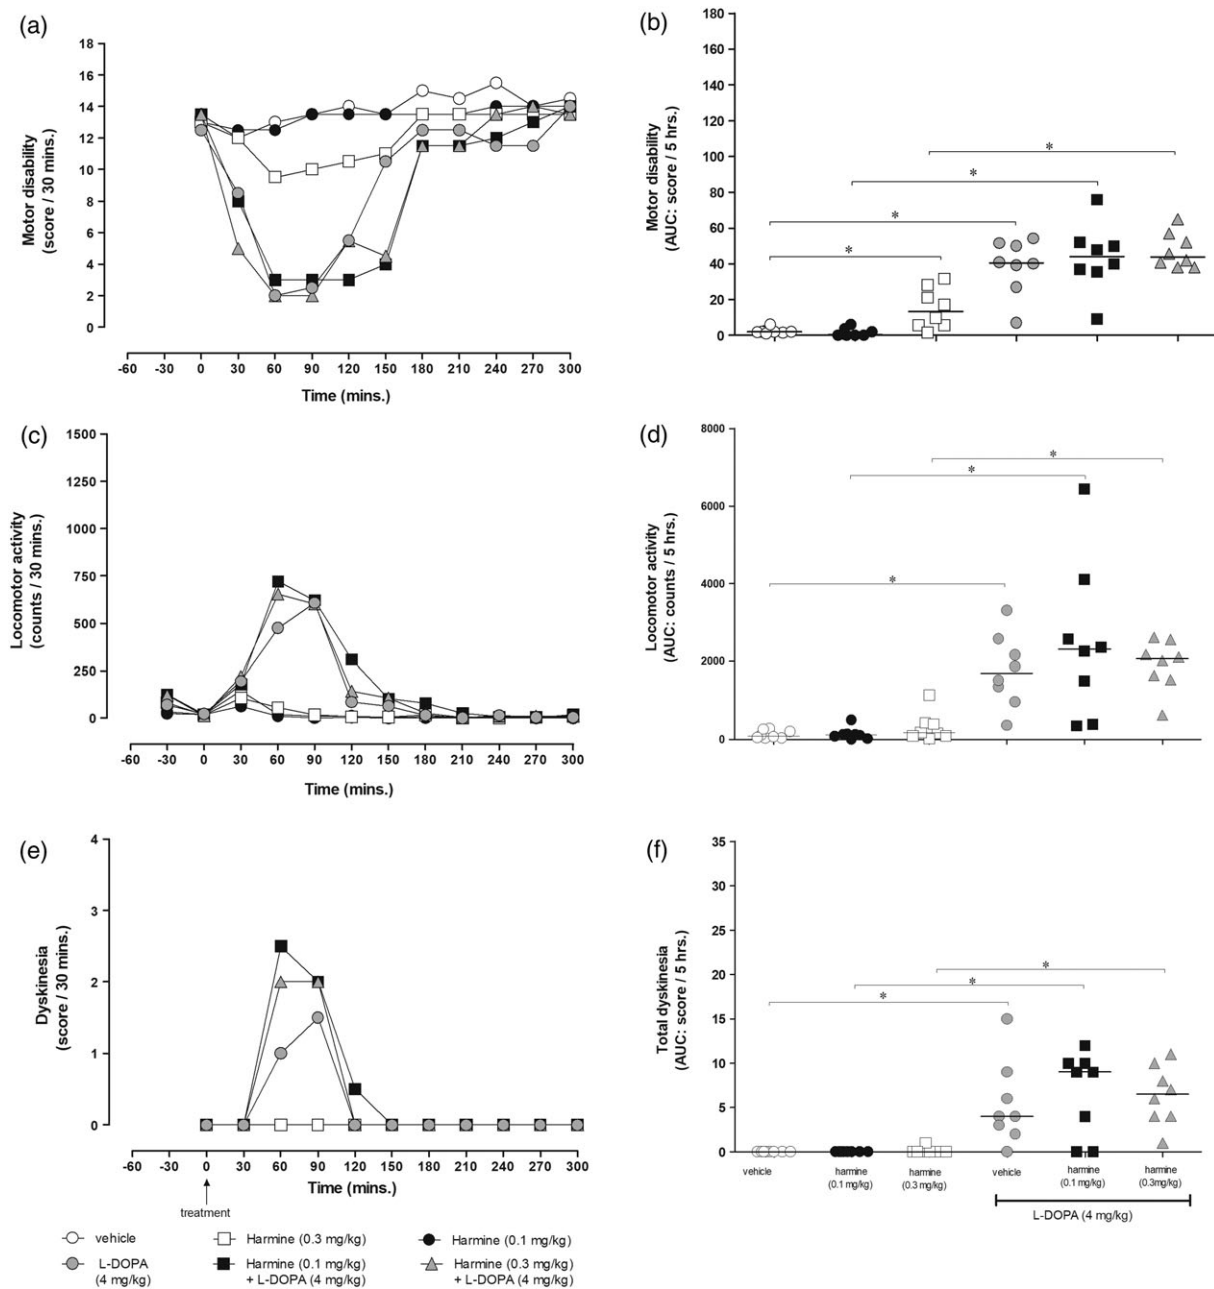 (a)
Motor disability
(score / 30 mins.)
18
16
14
12
10
8
6
4
2
0
-60 -30 0 30 60 90 120 150 180 210 240 270 300
Time (mins.)
(b)
Motor disability
(AUC: score / 5 hrs.)
180
160
140
120
100
80
60
40
20
0
*
*
*
*
(c)
Locomotor activity
(counts / 30 mins.)
1500
1250
1000
750
500
250
0
-60 -30 0 30 60 90 120 150 180 210 240 270 300
Time (mins.)
(d)
Locomotor activity
(AUC: counts / 5 hrs.)
8000
6000
4000
2000
0
*
*
*
(e)
Dyskinesia
(score / 30 mins.)
4
3
2
1
0
-60 -30 0 30 60 90 120 150 180 210 240 270 300
Time (mins.)
treatment
(f)
Total dyskinesia
(AUC: score / 5 hrs.)
35
30
25
20
15
10
5
0
*
*
*
vehicle harmine harmine vehicle harmine harmine
(0.1 mg/kg) (0.3 mg/kg) (0.1 mg/kg) (0.3mg/kg)
L-DOPA (4 mg/kg)
vehicle Harmine (0.3 mg/kg) Harmine (0.1 mg/kg)
L-DOPA Harmine (0.1 mg/kg) Harmine (0.3 mg/kg)
(4 mg/kg) + L-DOPA (4 mg/kg) + L-DOPA (4 mg/kg)